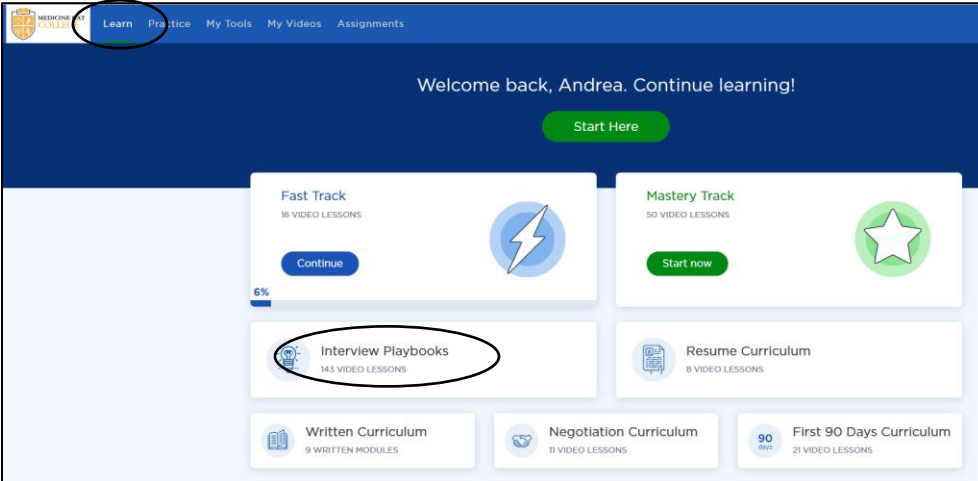 MEDICINE HAT
COLLEGE
Learn Practice My Tools My Videos Assignments
Welcome back, Andrea. Continue learning!
Start Here
Fast Track
16 VIDEO LESSONS
Continue
6%
Mastery Track
50 VIDEO LESSONS
Start now
Interview Playbooks
143 VIDEO LESSONS
Resume Curriculum
8 VIDEO LESSONS
Written Curriculum
9 WRITTEN MODULES
Negotiation Curriculum
11 VIDEO LESSONS
90
days
First 90 Days Curriculum
21 VIDEO LESSONS